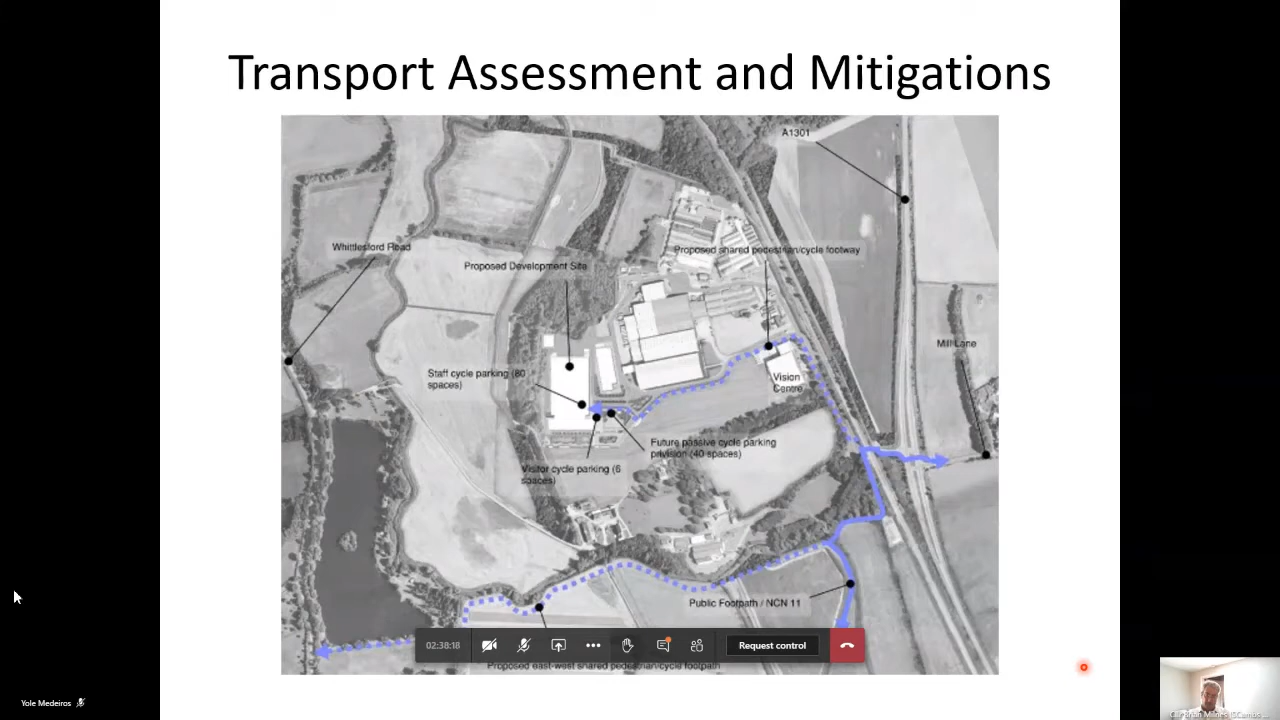 Transport Assessment and Mitigations
A1301
Whittlesford Road
Proposed shared pedestrian/cycle footway
Proposed Development Site
Mill Lane
Staff cycle parking (80
spaces)
Vision
Centre
Future passive cycle parking
privision (40 spaces)
Visitor cycle parking (6
spaces)
Public Footpath / NCN 11
02:38:18
Request control
Proposed east-west shared pedestrian/cycle footpath
Yole Medeiros